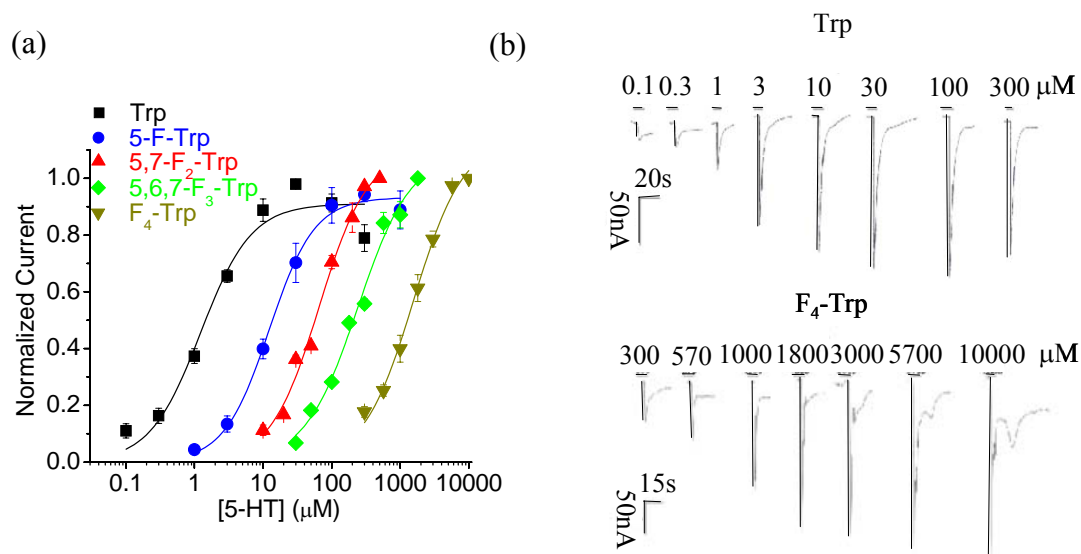 (a)
Trp
5-F-Trp
5,7-F2-Trp
5,6,7-F3-Trp
F4-Trp
Normalized Current
1.0
0.8
0.6
0.4
0.2
0.0
0.1 1 10 100 1000 10000
[5-HT] (µM)
(b)
Trp
0.1 0.3 1 3 10 30 100 300 µM
20s
50nA
F4-Trp
300 570 1000 1800 3000 5700 10000 µM
15s
50nA